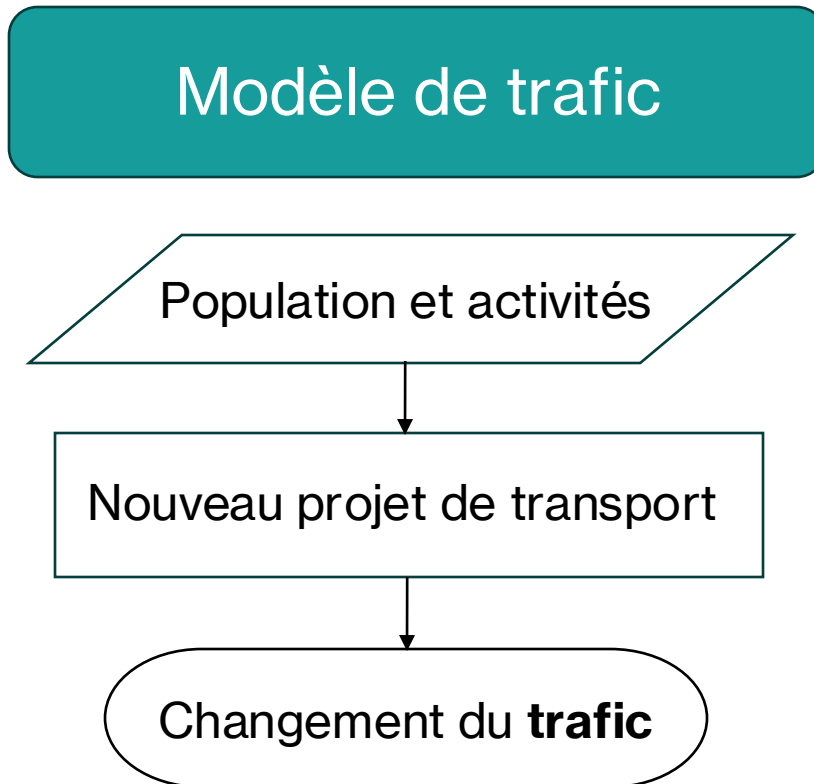 Modèle de trafic
Population et activités
Nouveau projet de transport
Changement du trafic